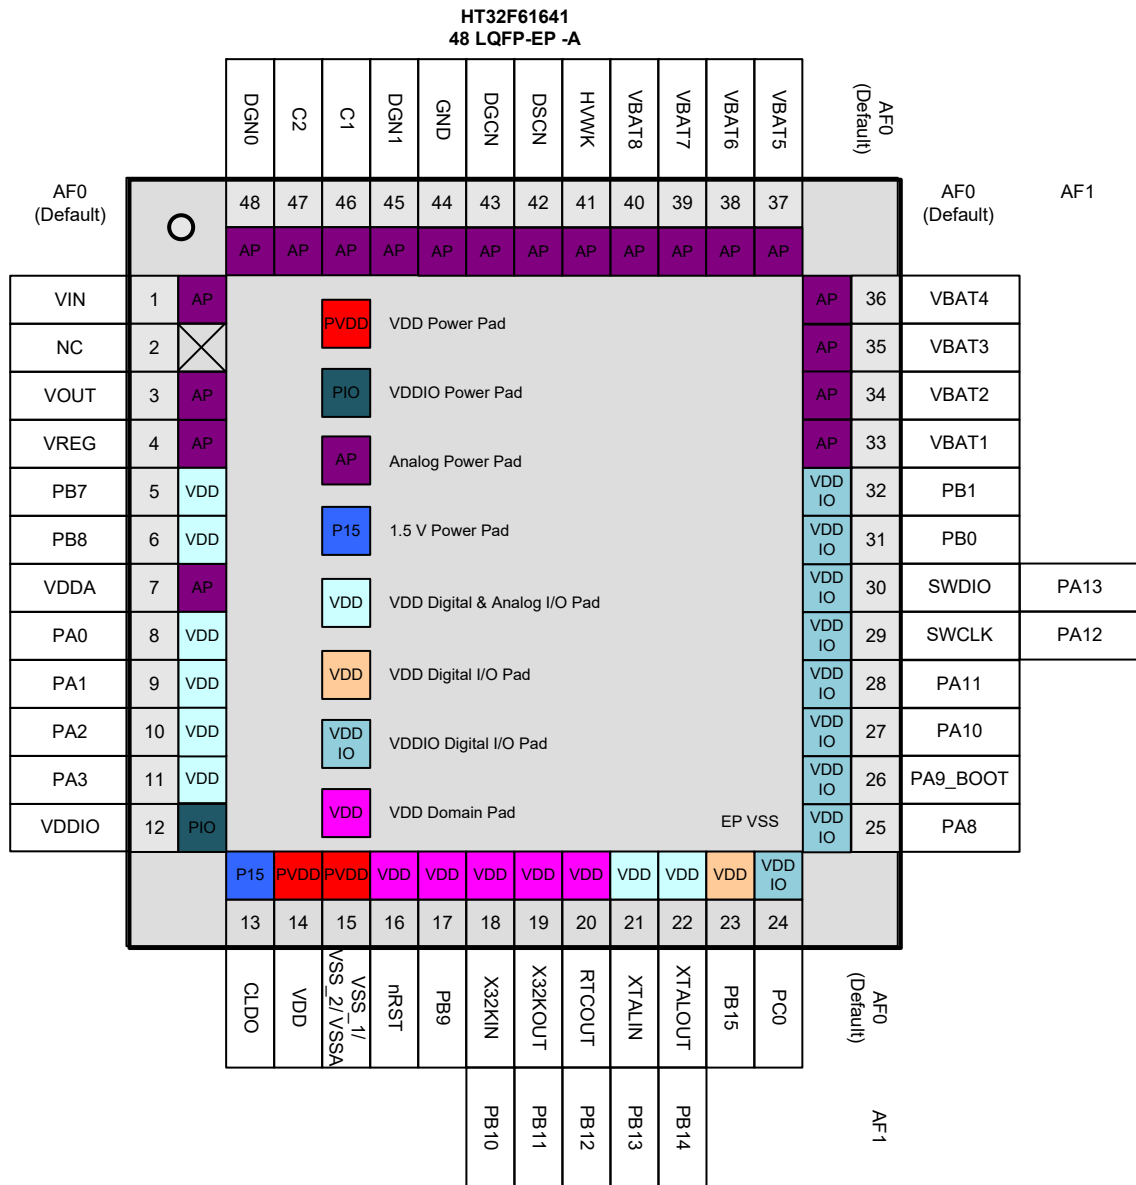 HT32F61641
48 LQFP-EP -A
DGN0
C2
C1
DGN1
GND
DGCN
DSCN
HVWK
VBAT8
VBAT7
VBAT6
VBAT5
AF0
(Default)
AF0
(Default)
48 47 46 45 44 43 42 41 40 39 38 37
AF0
(Default)
AF1
AP AP AP AP AP AP AP AP AP AP AP AP
VIN 1 AP
AP 36 VBAT4
NC 2
AP 35 VBAT3
VOUT 3 AP
AP 34 VBAT2
VREG 4 AP
AP 33 VBAT1
PB7 5 VDD
VDD IO 32 PB1
PB8 6 VDD
VDD IO 31 PB0
VDDA 7 AP
VDD IO 30 SWDIO PA13
PA0 8 VDD
VDD IO 29 SWCLK PA12
PA1 9 VDD
VDD IO 28 PA11
PA2 10 VDD
VDD IO 27 PA10
PA3 11 VDD
VDD IO 26 PA9_BOOT
VDDIO 12 PIO
VDD IO 25 PA8
PVDD VDD Power Pad
PIO VDDIO Power Pad
AP Analog Power Pad
P15 1.5 V Power Pad
VDD VDD Digital & Analog I/O Pad
VDD VDD Digital I/O Pad
VDD IO VDDIO Digital I/O Pad
VDD VDD Domain Pad
EP VSS
P15 PVDD PVDD VDD VDD VDD VDD VDD VDD VDD VDD VDD IO
13 14 15 16 17 18 19 20 21 22 23 24
CLDO
VDD
VSS_1/
VSS_2/ VSSA
nRST
PB9
X32KIN
X32KOUT
RTCOUT
XTALIN
XTALOUT
PB15
PC0
AF0
(Default)
PB10
PB11
PB12
PB13
PB14
AF1